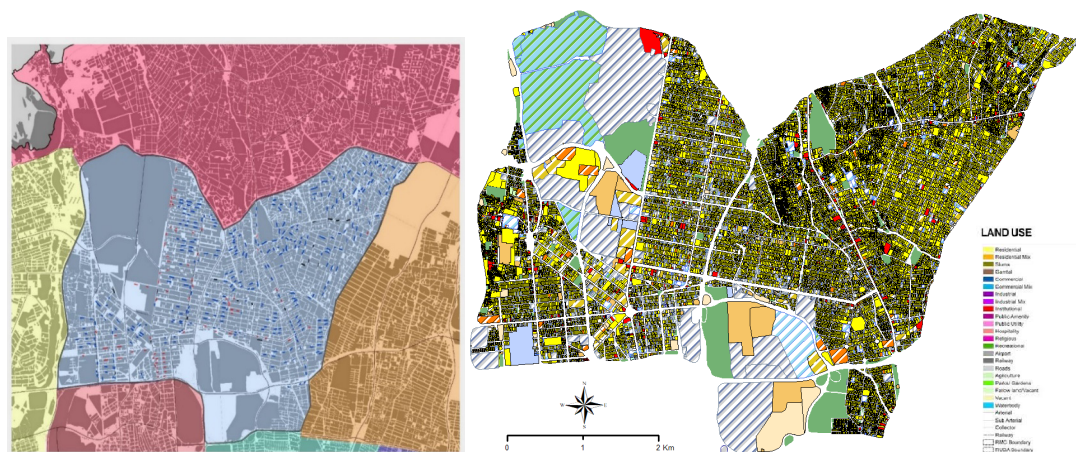 LAND USE
Residential
Residential Mix
Slums
Commercial
Commercial Mix
Industrial
Industrial Mix
Institutional
Public Amenity
Public Utility
Hospitality
Religious
Recreational
Airport
Railway
Roads
Agriculture
Fallow land/Vacant
Vacant
Waterbody
Arterial
Sub Arterial
Collector
Railway
RMC Boundary
RUDA Boundary
N
W
E
S
0
1
2 Km